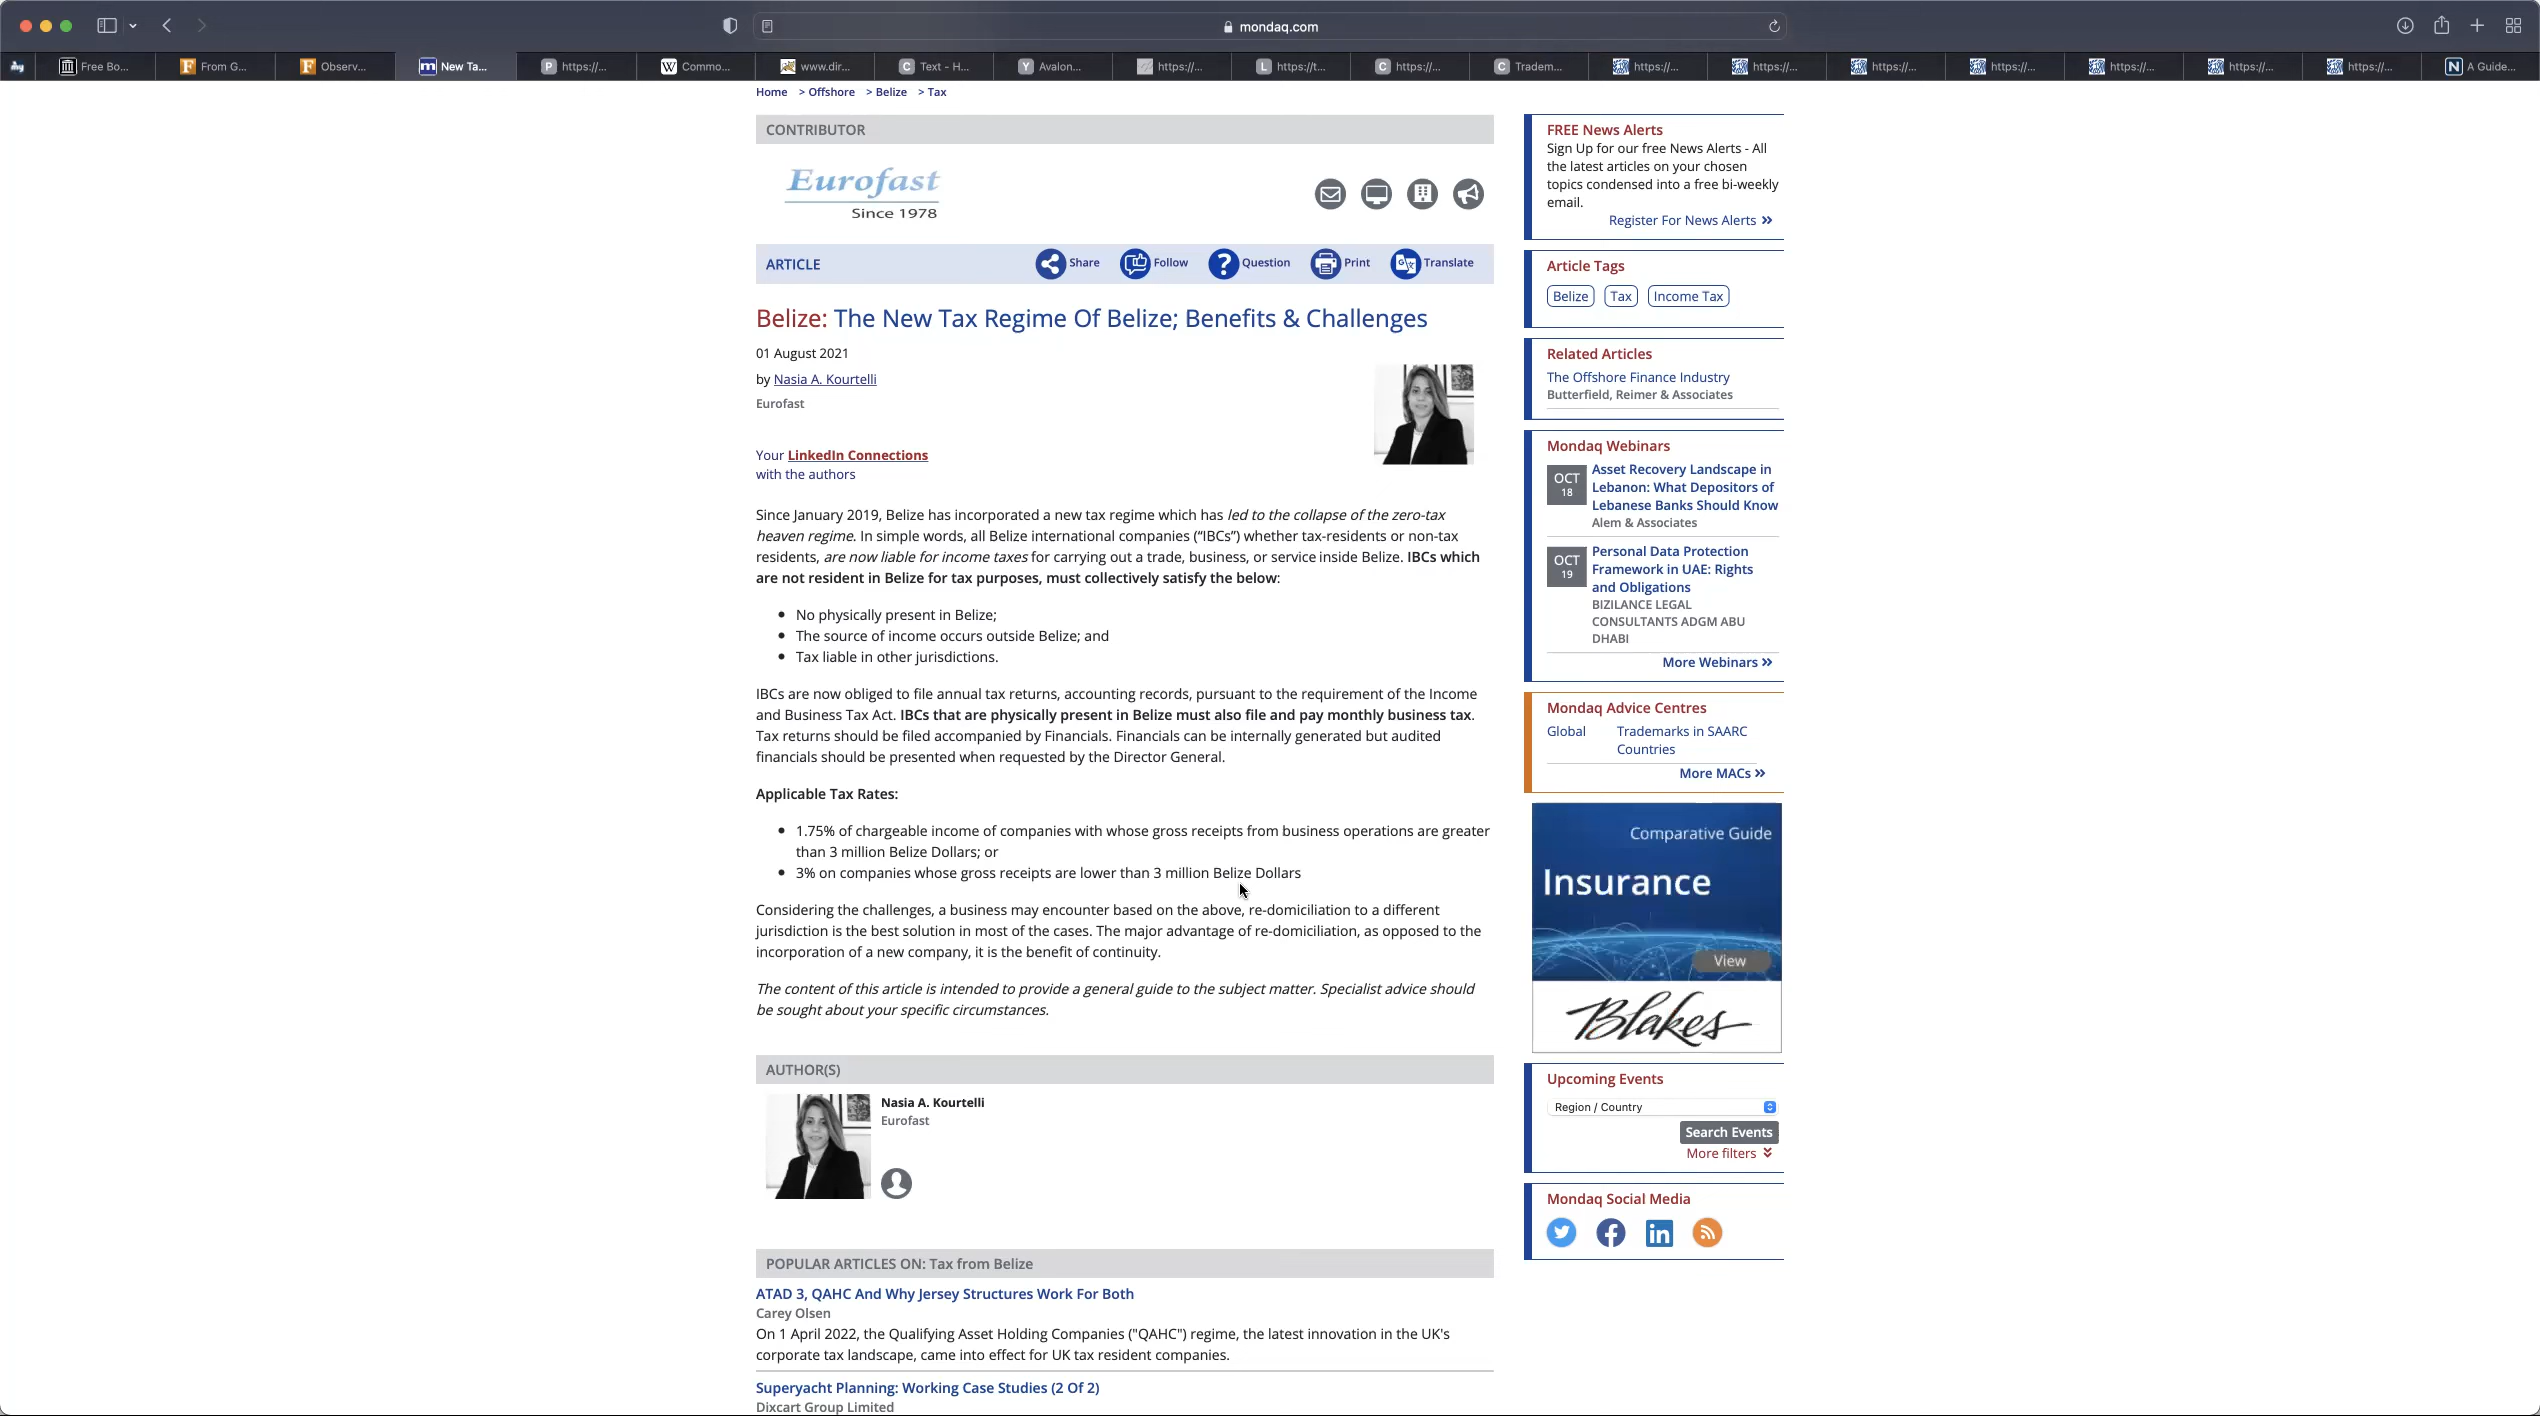 mondaq.com
Free Bo...
From G...
Observ...
New Ta...
https://...
Commo...
www.dir...
Text - H...
Avalon...
https://...
https://t...
https://...
Tradem...
https://...
https://...
https://...
https://...
https://...
https://...
https://...
A Guide...
Home > Offshore > Belize > Tax
CONTRIBUTOR
Eurofast
Since 1978
ARTICLE Share Follow Question Print Translate
Belize: The New Tax Regime Of Belize; Benefits & Challenges
01 August 2021
by Nasia A. Kourtelli
Eurofast
Your LinkedIn Connections
with the authors
Since January 2019, Belize has incorporated a new tax regime which has led to the collapse of the zero-tax
heaven regime. In simple words, all Belize international companies (“IBCs”) whether tax-residents or non-tax
residents, are now liable for income taxes for carrying out a trade, business, or service inside Belize. IBCs which
are not resident in Belize for tax purposes, must collectively satisfy the below:
• No physically present in Belize;
• The source of income occurs outside Belize; and
• Tax liable in other jurisdictions.
IBCs are now obliged to file annual tax returns, accounting records, pursuant to the requirement of the Income
and Business Tax Act. IBCs that are physically present in Belize must also file and pay monthly business tax.
Tax returns should be filed accompanied by Financials. Financials can be internally generated but audited
financials should be presented when requested by the Director General.
Applicable Tax Rates:
• 1.75% of chargeable income of companies with whose gross receipts from business operations are greater
than 3 million Belize Dollars; or
• 3% on companies whose gross receipts are lower than 3 million Belize Dollars
Considering the challenges, a business may encounter based on the above, re-domiciliation to a different
jurisdiction is the best solution in most of the cases. The major advantage of re-domiciliation, as opposed to the
incorporation of a new company, it is the benefit of continuity.
The content of this article is intended to provide a general guide to the subject matter. Specialist advice should
be sought about your specific circumstances.
AUTHOR(S)
Nasia A. Kourtelli
Eurofast
POPULAR ARTICLES ON: Tax from Belize
ATAD 3, QAHC And Why Jersey Structures Work For Both
Carey Olsen
On 1 April 2022, the Qualifying Asset Holding Companies ("QAHC") regime, the latest innovation in the UK's
corporate tax landscape, came into effect for UK tax resident companies.
Superyacht Planning: Working Case Studies (2 Of 2)
Dixcart Group Limited
FREE News Alerts
Sign Up for our free News Alerts - All
the latest articles on your chosen
topics condensed into a free bi-weekly
email.
Register For News Alerts »
Article Tags
Belize Tax Income Tax
Related Articles
The Offshore Finance Industry
Butterfield, Reimer & Associates
Mondaq Webinars
OCT
18
Asset Recovery Landscape in
Lebanon: What Depositors of
Lebanese Banks Should Know
Alem & Associates
OCT
19
Personal Data Protection
Framework in UAE: Rights
and Obligations
BIZILANCE LEGAL
CONSULTANTS ADGM ABU
DHABI
More Webinars »
Mondaq Advice Centres
Global Trademarks in SAARC
Countries
More MACs »
Comparative Guide
Insurance
View
Blakes
Upcoming Events
Region / Country
Search Events
More filters
Mondaq Social Media